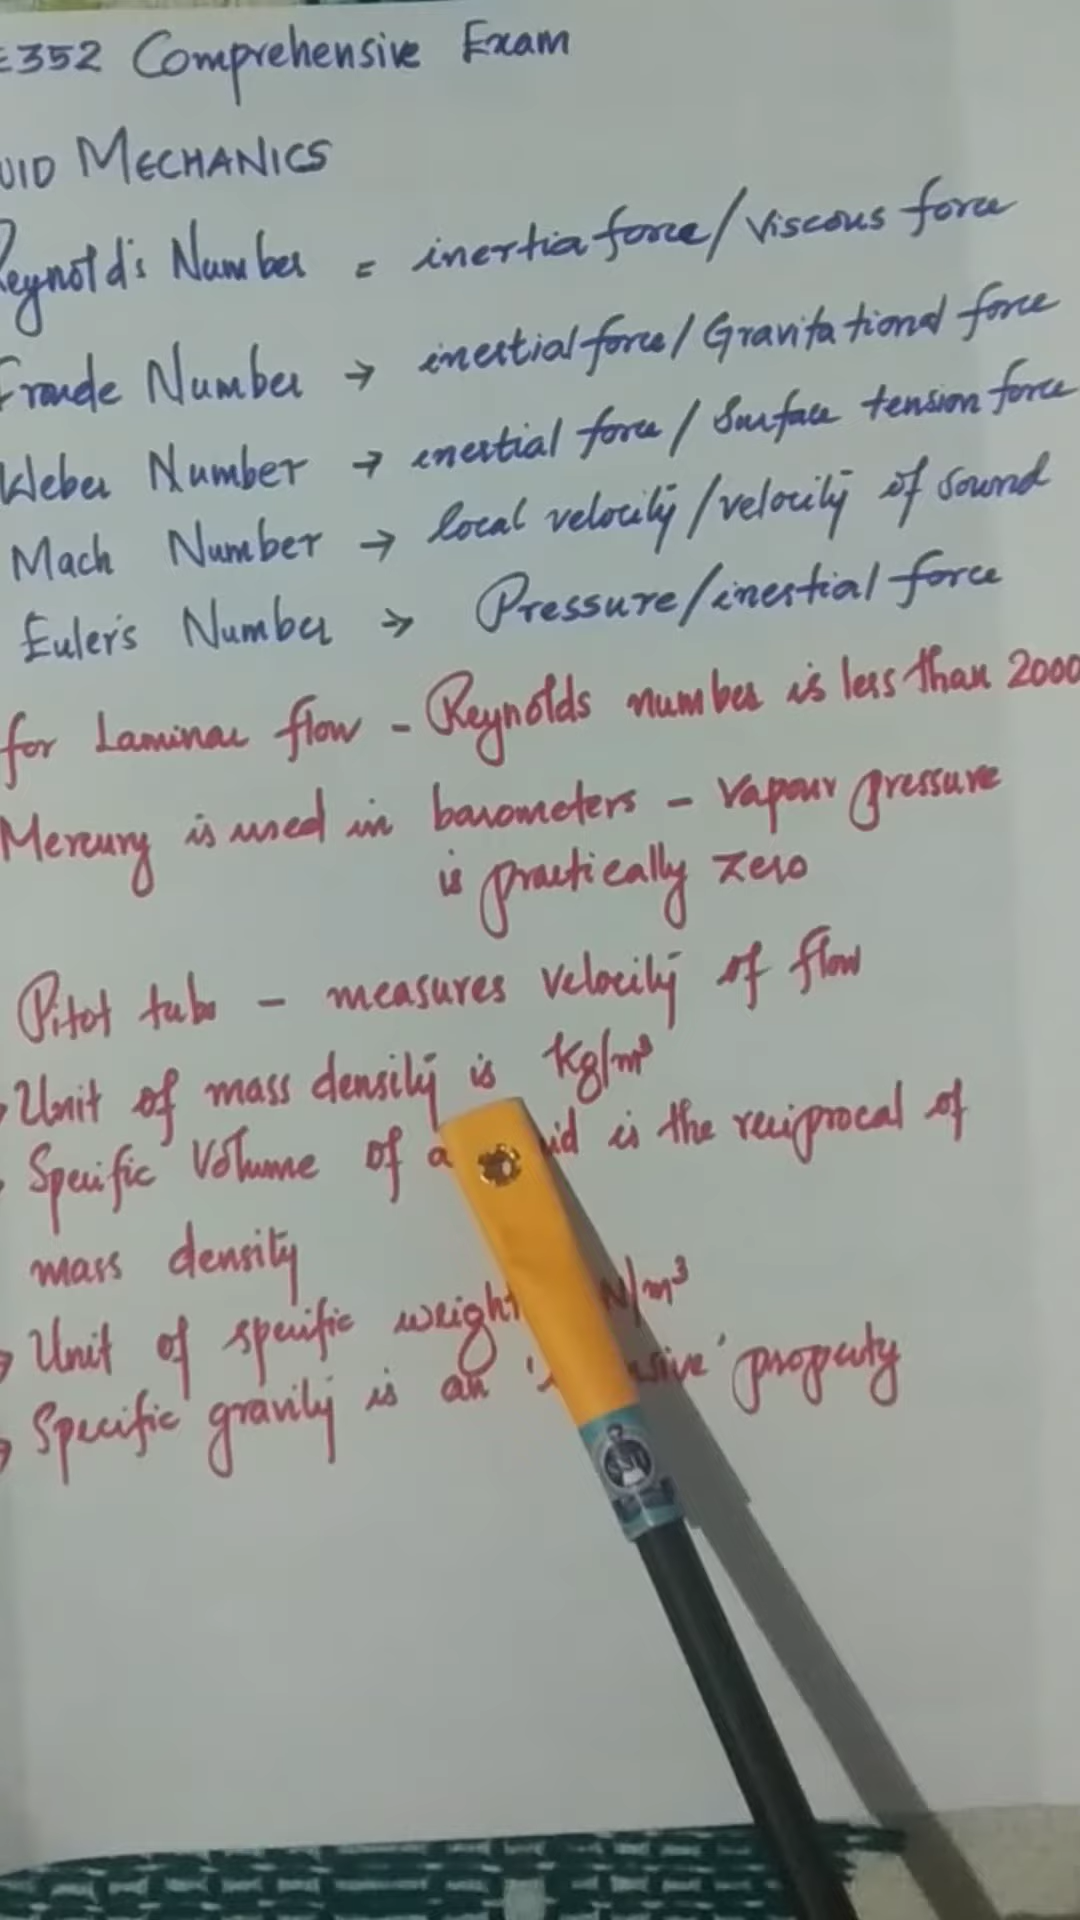 E352 Comprehensive Exam
UID MECHANICS
Reynold's Number = inertia force/Viscous force
Froude Number → inertial force/Gravitational force
Weber Number → inertial force/Surface tension force
Mach Number → local velocity/velocity of sound
Euler's Number → Pressure/inertial force
for Laminar flow - Reynolds number is less than 2000
Mercury is used in barometers - vapour pressure
is practically zero
Pitot tube - measures velocity of flow
Unit of mass density is kg/m³
Specific Volume of a id is the reciprocal of
mass density
Unit of specific weight N/m³
Specific gravity is an ' sive' property